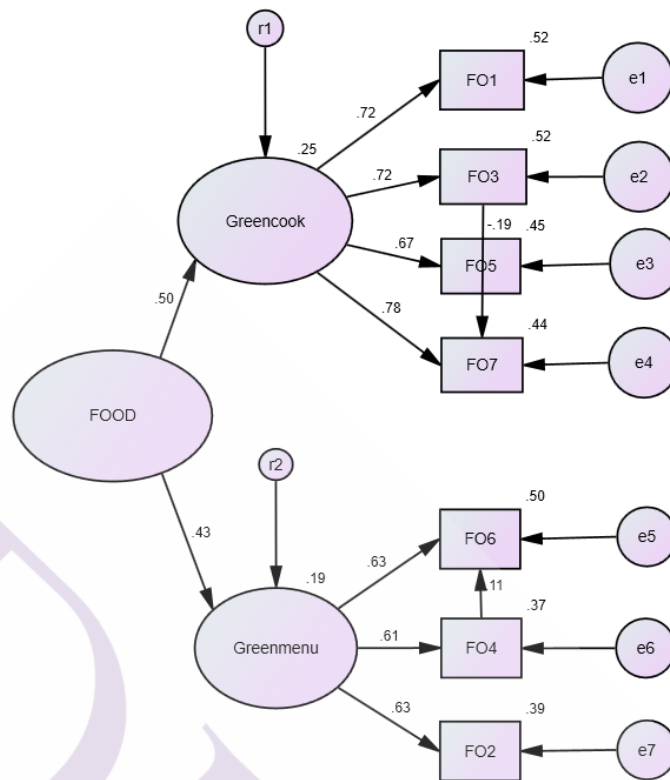 r1
.52
FO1
e1
.72
.25
.52
FO3
e2
.72
Greencook
-.19
.45
.67
FO5
e3
.50
.78
.44
FO7
e4
FOOD
r2
.50
.43
FO6
e5
.63
.19
11
.37
Greenmenu
.61
FO4
e6
.63
.39
FO2
e7